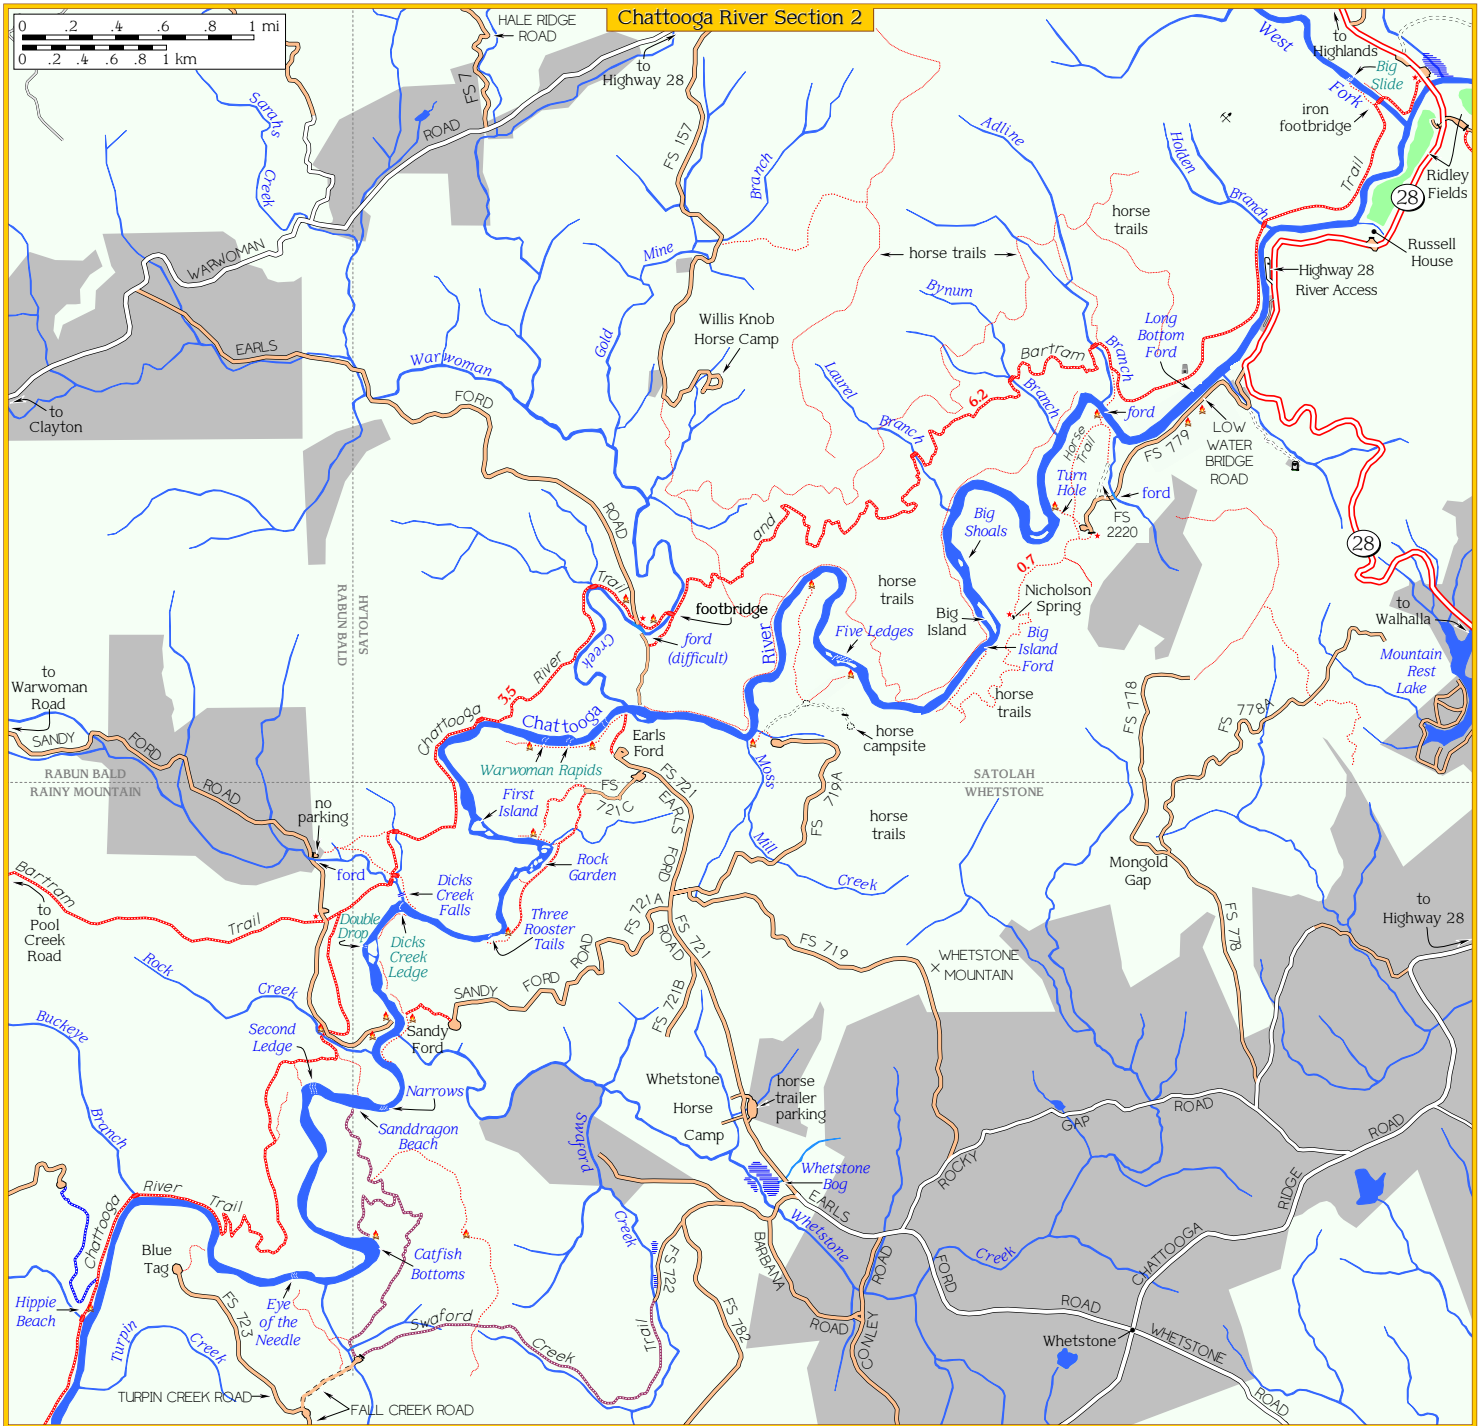 Chattooga River Section 2
0 .2 .4 .6 .8 1 mi
0 .2 .4 .6 .8 1 km
HALE RIDGE
ROAD
to
Highway 28
FS 7
ROAD
Sarahs
Creek
WARWOMAN
EARLS
FORD
ROAD
to
Clayton
Warwoman
Creek
FS 157
Branch
Mine
Gold
Willis Knob
Horse Camp
Adline
Branch
horse
trails
horse trails
Bynum
Branch
Laurel
Branch
Bartram
6.2
and
West
Fork
to
Highlands
Big
Slide
iron
footbridge
Trail
Holden
Branch
Ridley
Fields
28
Russell
House
Highway 28
River Access
Long
Bottom
Ford
ford
LOW
WATER
BRIDGE
ROAD
FS 779
Horse
Trail
Turn
Hole
ford
FS
2220
0.7
Nicholson
Spring
Big
Shoals
Big
Island
Big
Island
Ford
horse
trails
horse
trails
Five Ledges
River
horse
campsite
28
to
Walhalla
Mountain
Rest
Lake
FS 778
FS 778A
Mongold
Gap
FS 778
to
Highway 28
RABUN BALD
SATOLAH
Trail
footbridge
ford
(difficult)
River
3.5
Chattooga
Chattooga
Earls
Ford
Warwoman Rapids
First
Island
FS
721C
FS 721
EARLS
FORD
ROAD
FS 721
Rock
Garden
Three
Rooster
Tails
Dicks
Creek
Falls
Dicks
Creek
Ledge
Double
Drop
to
Warwoman
Road
SANDY
FORD
ROAD
RABUN BALD
RAINY MOUNTAIN
no
parking
ford
Bartram
Trail
to
Pool
Creek
Road
Rock
Creek
Moss
Mill
Creek
FS 719A
horse
trails
SATOLAH
WHETSTONE
FS 719
WHETSTONE
MOUNTAIN
FS 721A
FS 721B
SANDY
FORD
ROAD
Sandy
Ford
Buckeye
Branch
Second
Ledge
Narrows
Sanddragon
Beach
Whetstone
Horse
Camp
horse
trailer
parking
Swaford
Creek
Whetstone
Bog
Whetstone
Creek
EARLS
FORD
ROAD
ROCKY
GAP
ROAD
CHATTOOGA
RIDGE
ROAD
Whetstone
WHETSTONE
ROAD
BARBANA
ROAD
CONLEY
ROAD
FS 722
FS 782
Trail
Swaford
Creek
Chattooga
River
Trail
Blue
Tag
Hippie
Beach
FS 723
Eye
of the
Needle
Catfish
Bottoms
Turpin
Creek
TURPIN CREEK ROAD
FALL CREEK ROAD